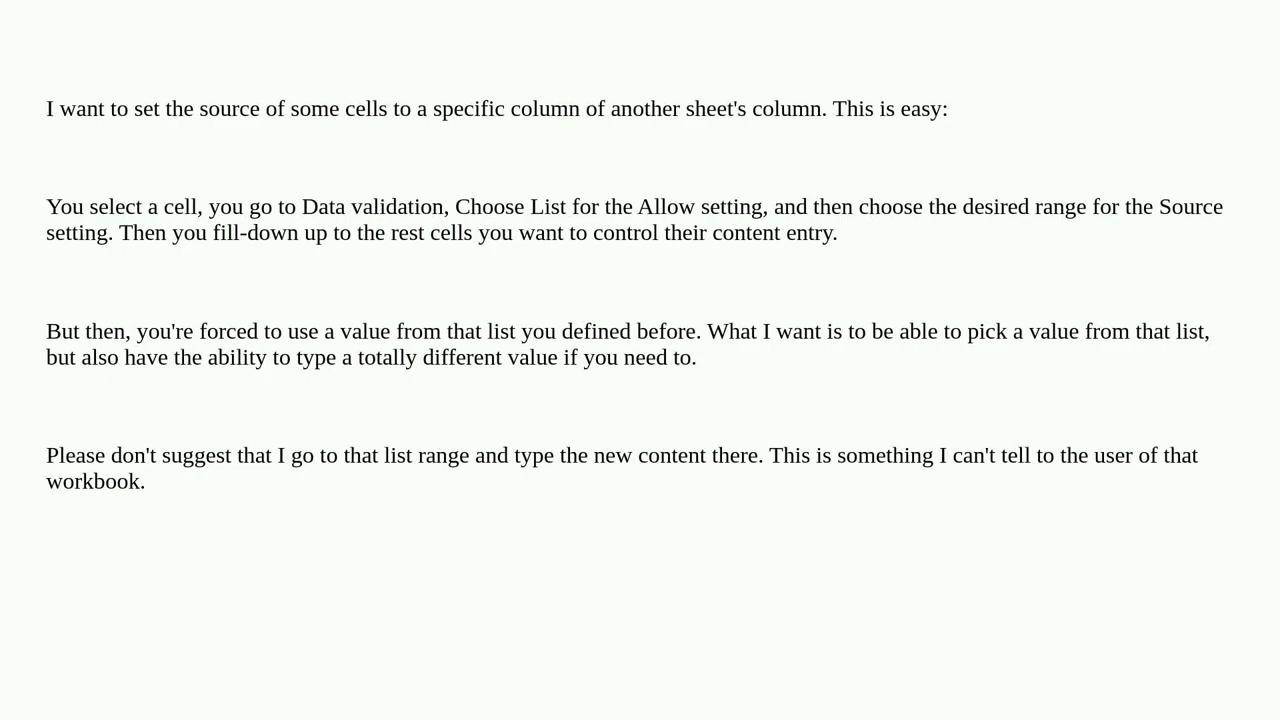 I want to set the source of some cells to a specific column of another sheet's column. This is easy:
You select a cell, you go to Data validation, Choose List for the Allow setting, and then choose the desired range for the Source
setting. Then you fill-down up to the rest cells you want to control their content entry.
But then, you're forced to use a value from that list you defined before. What I want is to be able to pick a value from that list,
but also have the ability to type a totally different value if you need to.
Please don't suggest that I go to that list range and type the new content there. This is something I can't tell to the user of that
workbook.